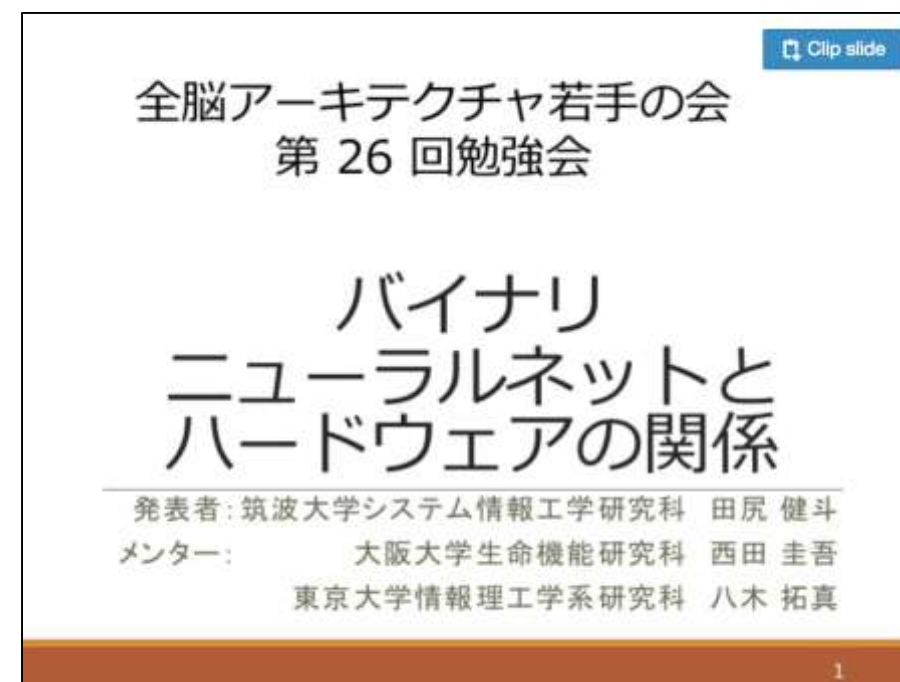 Clip slide
全脳アーキテクチャ若手の会
第 26 回勉強会
バイナリ
ニューラルネットと
ハードウェアの関係
発表者:筑波大学システム情報工学研究科 田尻 健斗
メンター: 大阪大学生命機能研究科 西田 圭吾
東京大学情報理工学系研究科 八木 拓真
1